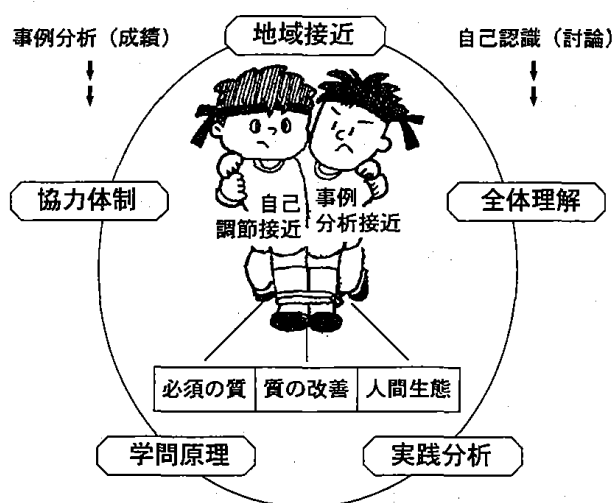 事例分析（成績）
地域接近
自己認識（討論）
協力体制
全体理解
自己
調節接近
事例
分析接近
必須の質
質の改善
人間生態
学問原理
実践分析